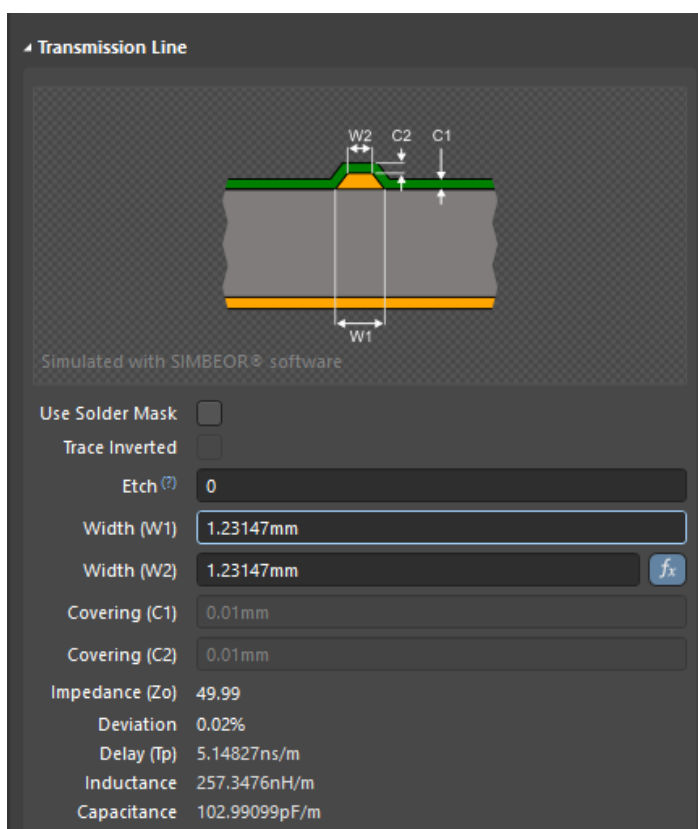 Transmission Line
W2 C2 C1
W1
Simulated with SIMBEOR® software
Use Solder Mask
Trace Inverted
Etch (?) 0
Width (W1) 1.23147mm
Width (W2) 1.23147mm fx
Covering (C1) 0.01mm
Covering (C2) 0.01mm
Impedance (Zo) 49.99
Deviation 0.02%
Delay (Tp) 5.14827ns/m
Inductance 257.3476nH/m
Capacitance 102.99099pF/m